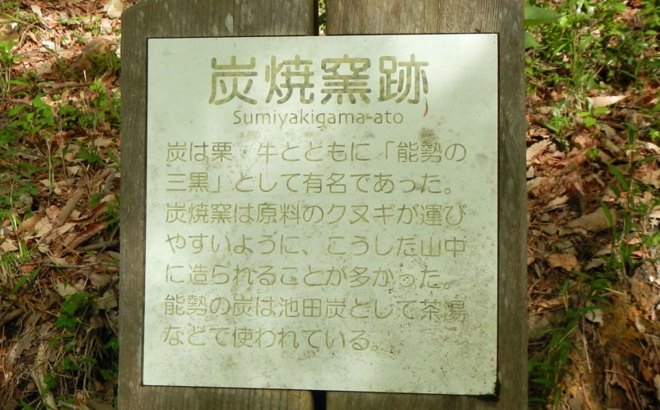 炭焼窯跡
Sumiyakigama-ato
炭は栗・牛とともに「能勢の
三黒」として有名であった。
炭焼窯は原料のクヌギが運び
やすいように、こうした山中
に造られることが多かった。
能勢の炭は池田炭として茶湯
などで使われている。